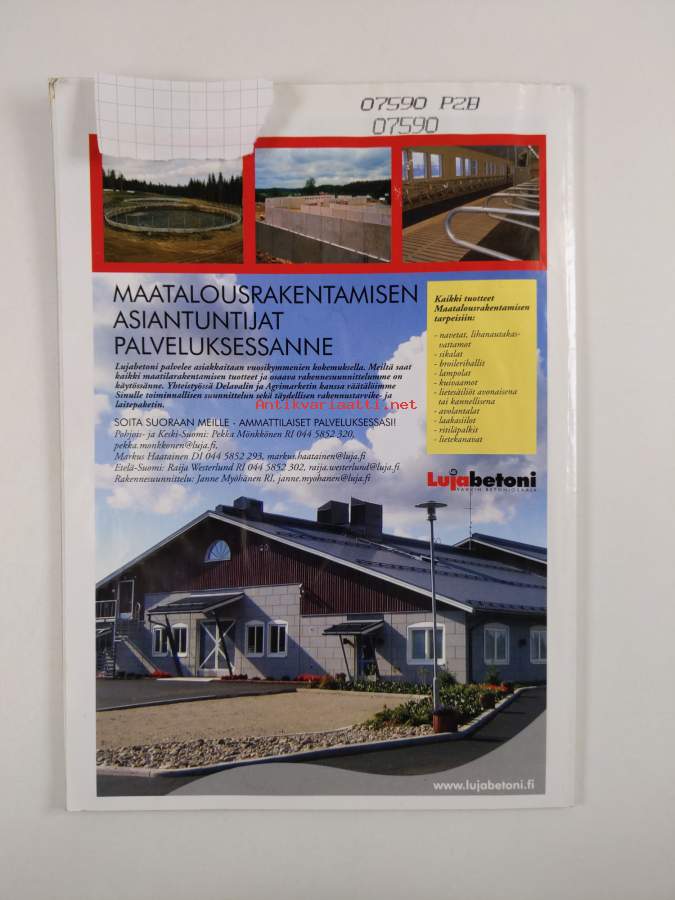 07590 P2B
07590
MAATALOUSRAKENTAMISEN
ASIANTUNTIJAT
PALVELUKSESSANNE
Lujabetoni palvelee asiakkaitaan vuosikymmenien kokemuksella. Meiltä saat
kaikki maatilarakentamisen tuotteet ja osaava rakennesuunnittelumme on
käytössänne. Yhteistyössä Delavalin ja Agrimarketin kanssa räätälöimme
Sinulle toiminnallisen suunnittelun sekä täydellisen rakennustarvike- ja
laitepaketin.
Antikvariaatti.net
SOITA SUORAAN MEILLE - AMMATTILAISET PALVELUKSESSASI!
Pohjois- ja Keski-Suomi: Pekka Mönkkönen RI 044 5852 320,
pekka.monkkonen@luja.fi,
Markus Haatainen DI 044 5852 293, markus.haatainen@luja.fi
Etelä-Suomi: Raija Westerlund RI 044 5852 302, raija.westerlund@luja.fi
Rakennesuunnittelu: Janne Myöhänen RI, janne.myohanen@luja.fi
Kaikki tuotteet
Maatalousrakentamisen
tarpeisiin:
- navetat, lihanautakas-
vattamot
- sikalat
- broilerihallit
- lampolat
- kuivaamot
- lietesäiliöt avonaisena
tai kannellisena
- avolantalat
- laakasiilot
- ritiläpalkit
- lietekanavat
Lujabetoni
www.lujabetoni.fi